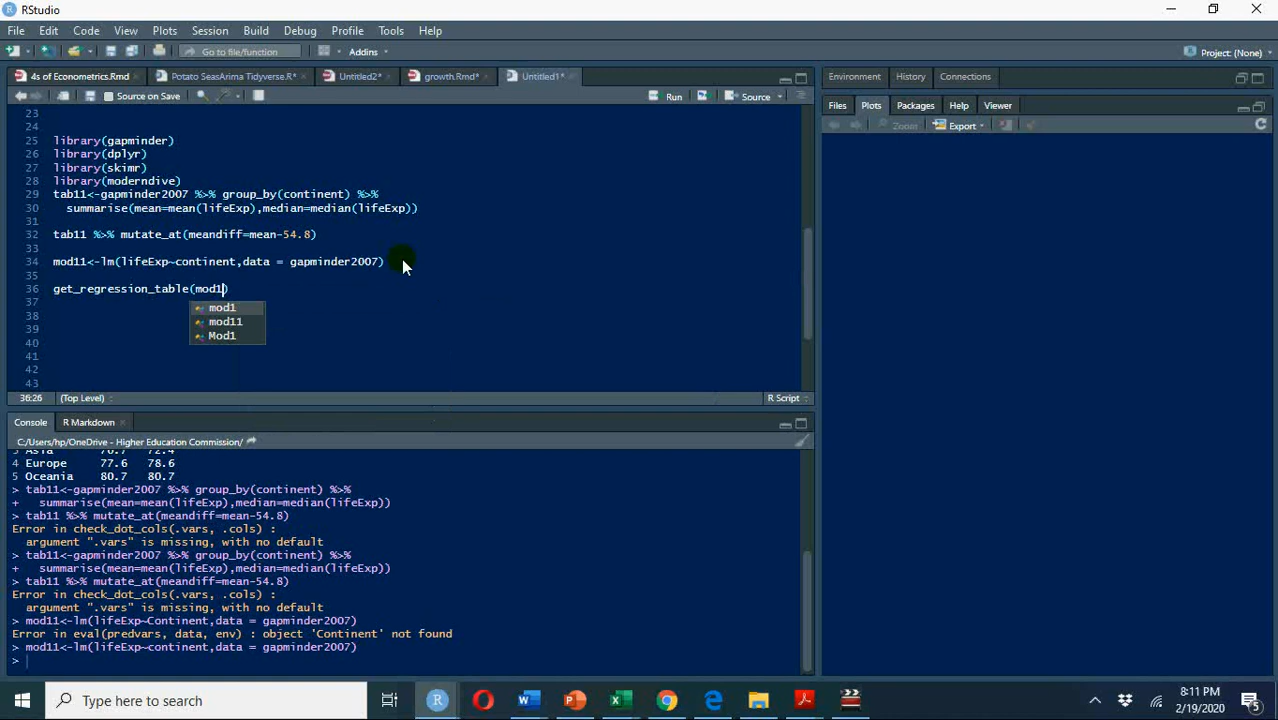 RStudio
File Edit Code View Plots Session Build Debug Profile Tools Help
Go to file/function Addins Project: (None)
4s of Econometrics.Rmd Potato SeasArima Tidyverse.R* Untitled2* growth.Rmd* Untitled1*
Environment History Connections
Source on Save Run Source
Files Plots Packages Help Viewer
Zoom Export
23
24
25 library(gapminder)
26 library(dplyr)
27 library(skimr)
28 library(moderndive)
29 tab11<-gapminder2007 %>% group_by(continent) %>%
30 summarise(mean=mean(lifeExp),median=median(lifeExp))
31
32 tab11 %>% mutate_at(meandiff=mean-54.8)
33
34 mod11<-lm(lifeExp~continent,data = gapminder2007)
35
36 get_regression_table(mod1)
37 mod1
38 mod11
39 Mod1
40
41
42
43
36:26 (Top Level) R Script
Console R Markdown
C:/Users/hp/OneDrive - Higher Education Commission/
3 Asia 70.7 72.4
4 Europe 77.6 78.6
5 Oceania 80.7 80.7
> tab11<-gapminder2007 %>% group_by(continent) %>%
+ summarise(mean=mean(lifeExp),median=median(lifeExp))
> tab11 %>% mutate_at(meandiff=mean-54.8)
Error in check_dot_cols(.vars, .cols) :
argument ".vars" is missing, with no default
> tab11<-gapminder2007 %>% group_by(continent) %>%
+ summarise(mean=mean(lifeExp),median=median(lifeExp))
> tab11 %>% mutate_at(meandiff=mean-54.8)
Error in check_dot_cols(.vars, .cols) :
argument ".vars" is missing, with no default
> mod11<-lm(lifeExp~Continent,data = gapminder2007)
Error in eval(predvars, data, env) : object 'Continent' not found
> mod11<-lm(lifeExp~continent,data = gapminder2007)
>
Type here to search
8:11 PM
2/19/2020
5